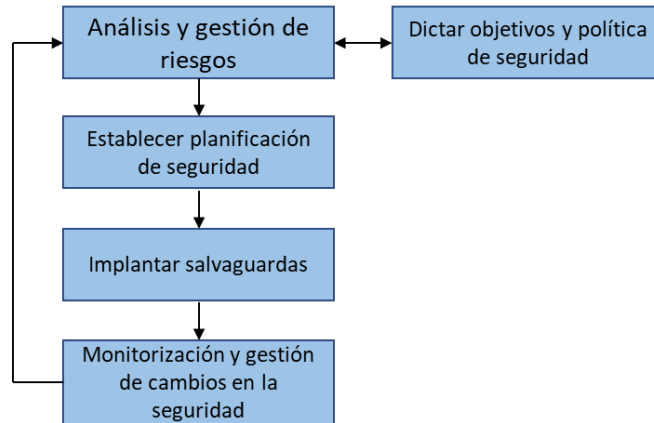 Análisis y gestión de
riesgos
Dictar objetivos y política
de seguridad
Establecer planificación
de seguridad
Implantar salvaguardas
Monitorización y gestión
de cambios en la
seguridad